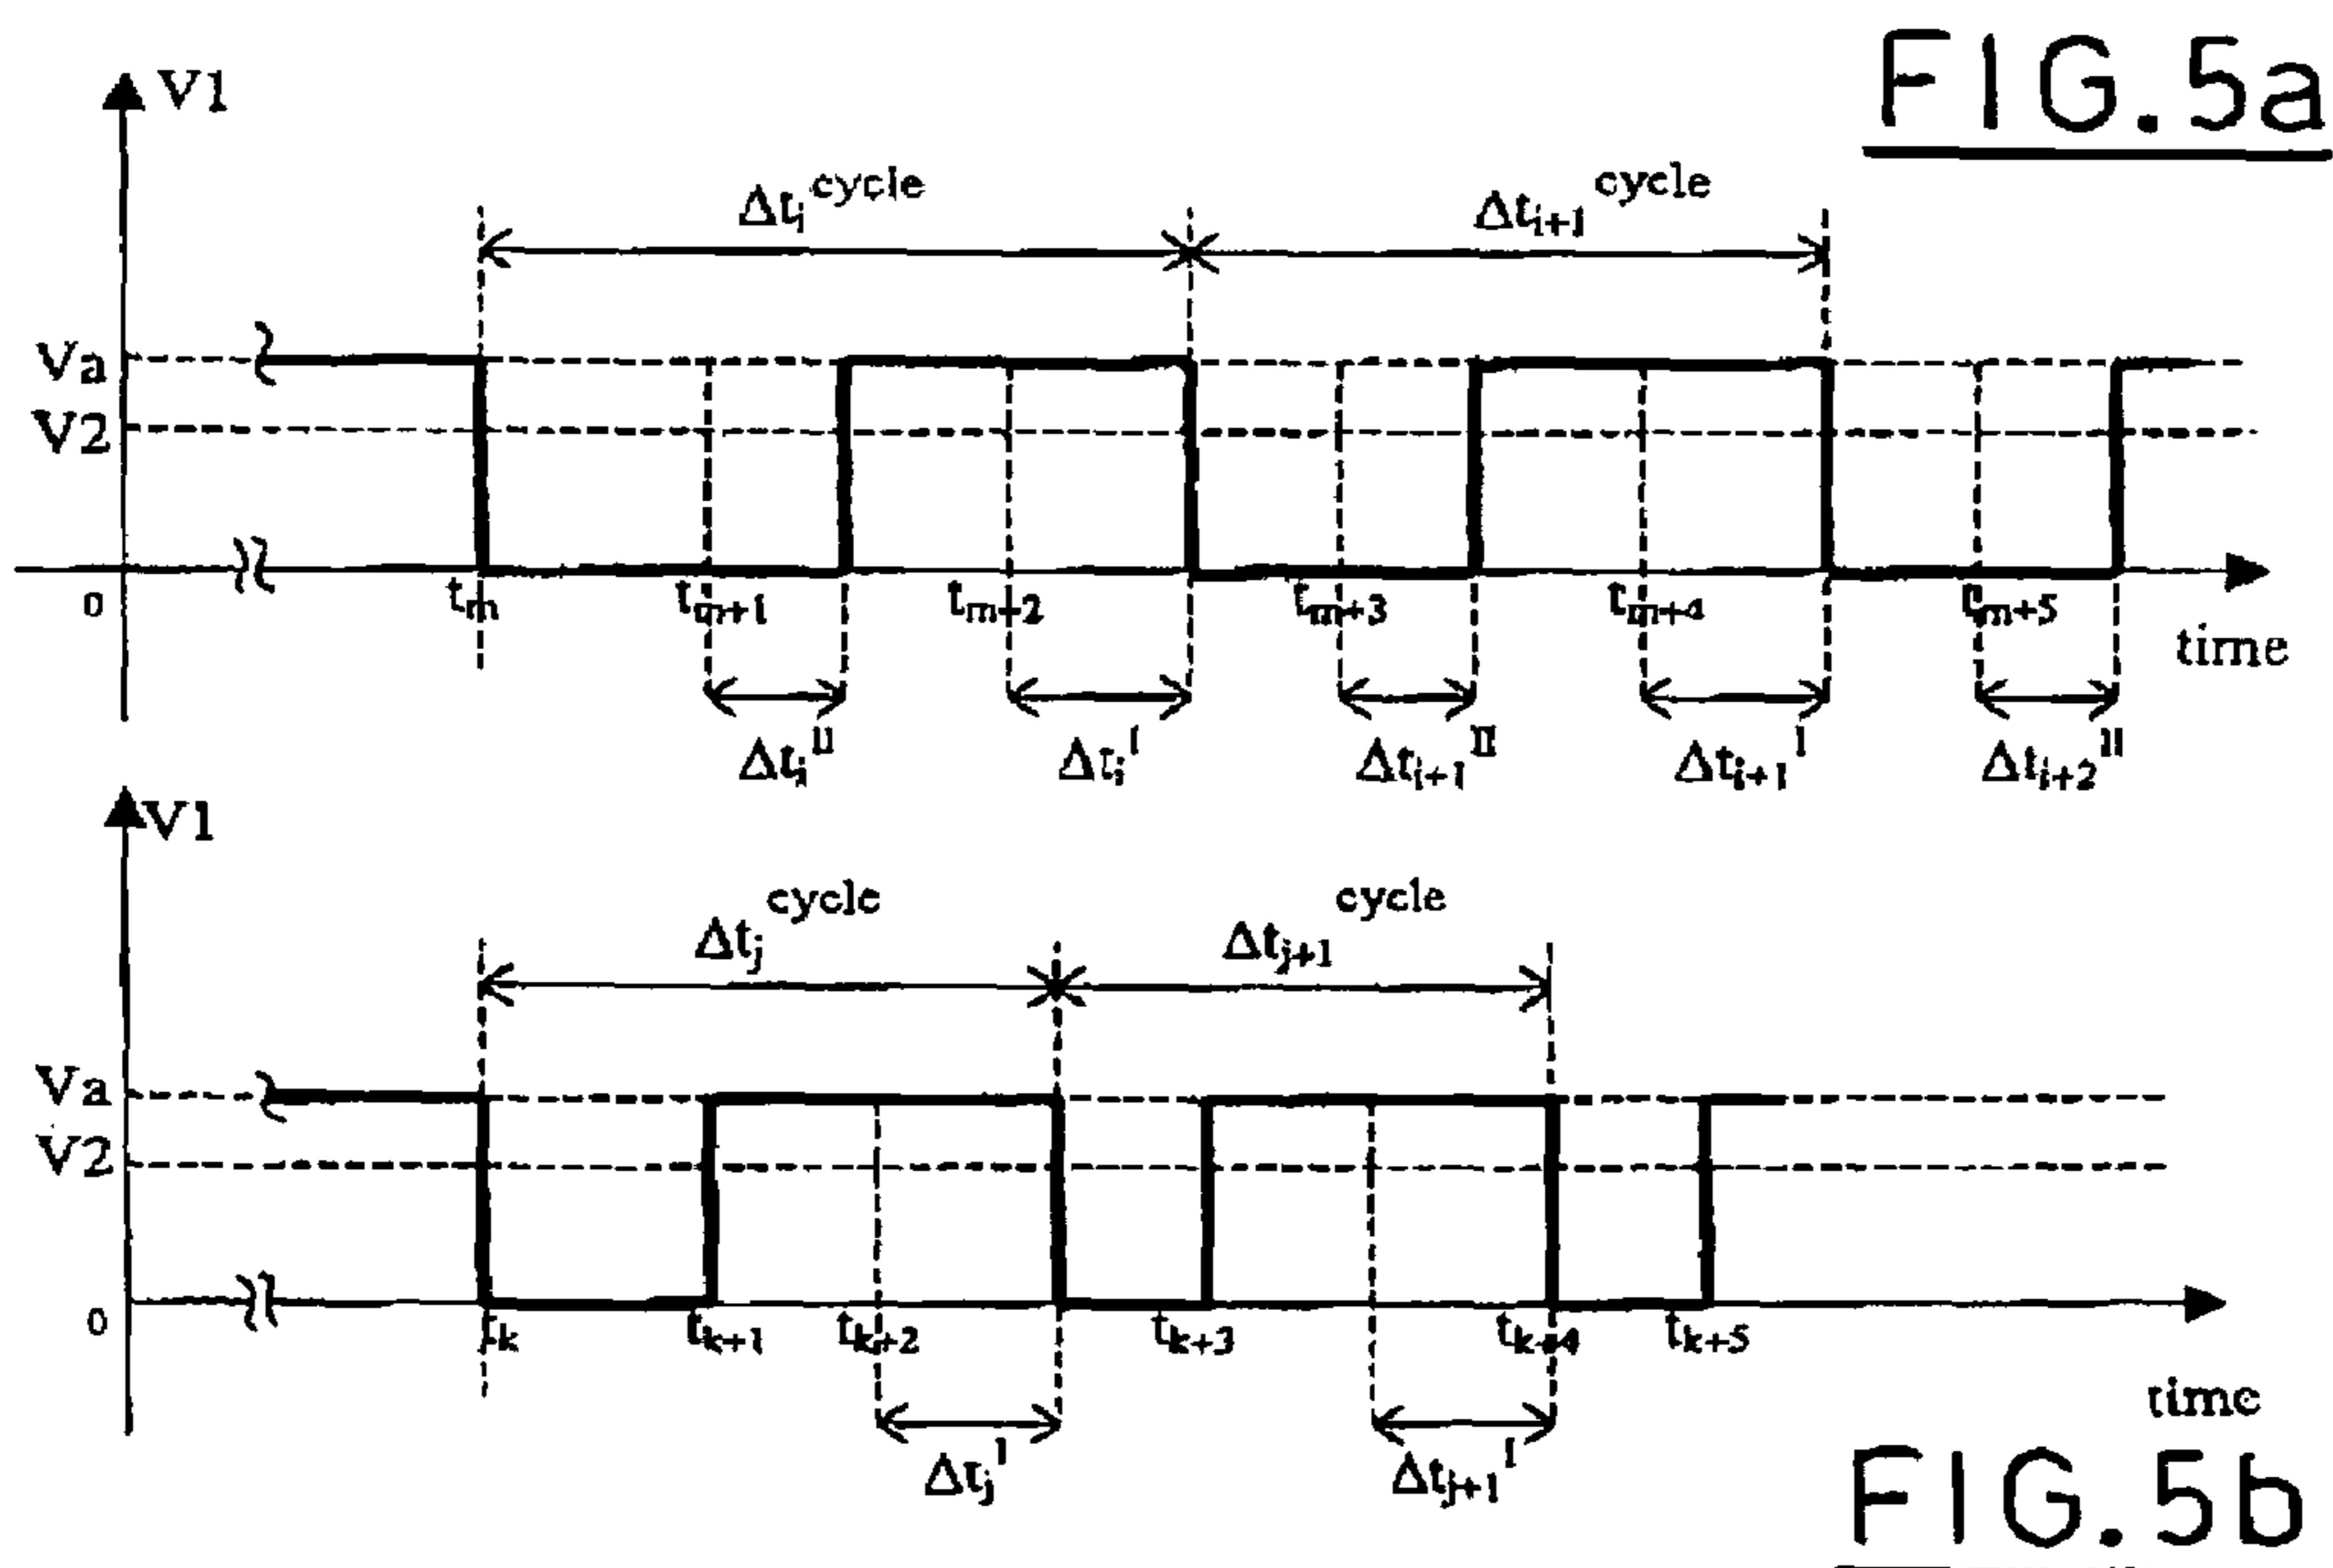 FIG.5a
V1
Δtᵢ cycle
Δtᵢ₊₁ cycle
Va
V2
0
tm
tm+1
tm+2
tm+3
tm+4
tm+5
time
Δtᵢ II
Δtᵢ I
Δtᵢ₊₁ II
Δtᵢ₊₁ I
Δtᵢ₊₂ II
V1
Δtⱼ cycle
Δtⱼ₊₁ cycle
Va
V2
0
tk
tk+1
tk+2
tk+3
tk+4
tk+5
time
Δtⱼ I
Δtⱼ₊₁ I
FIG.5b